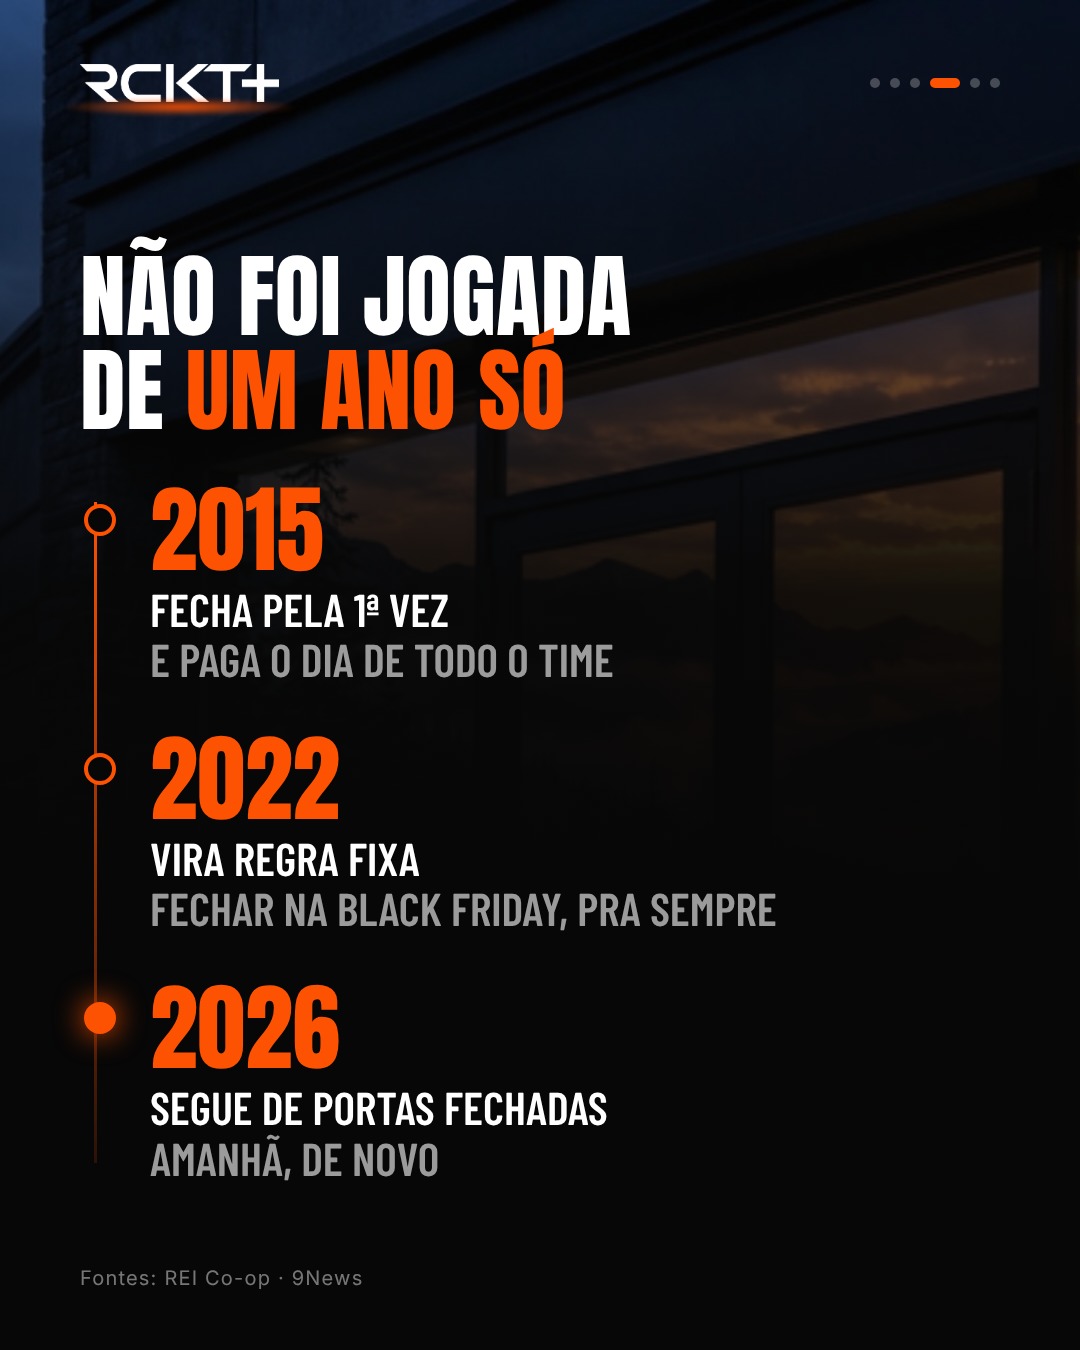 RCKT+
NÃO FOI JOGADA
DE UM ANO SÓ
2015
FECHA PELA 1ª VEZ
E PAGA O DIA DE TODO O TIME
2022
VIRA REGRA FIXA
FECHAR NA BLACK FRIDAY, PRA SEMPRE
2026
SEGUE DE PORTAS FECHADAS
AMANHÃ, DE NOVO
Fontes: REI Co-op · 9News